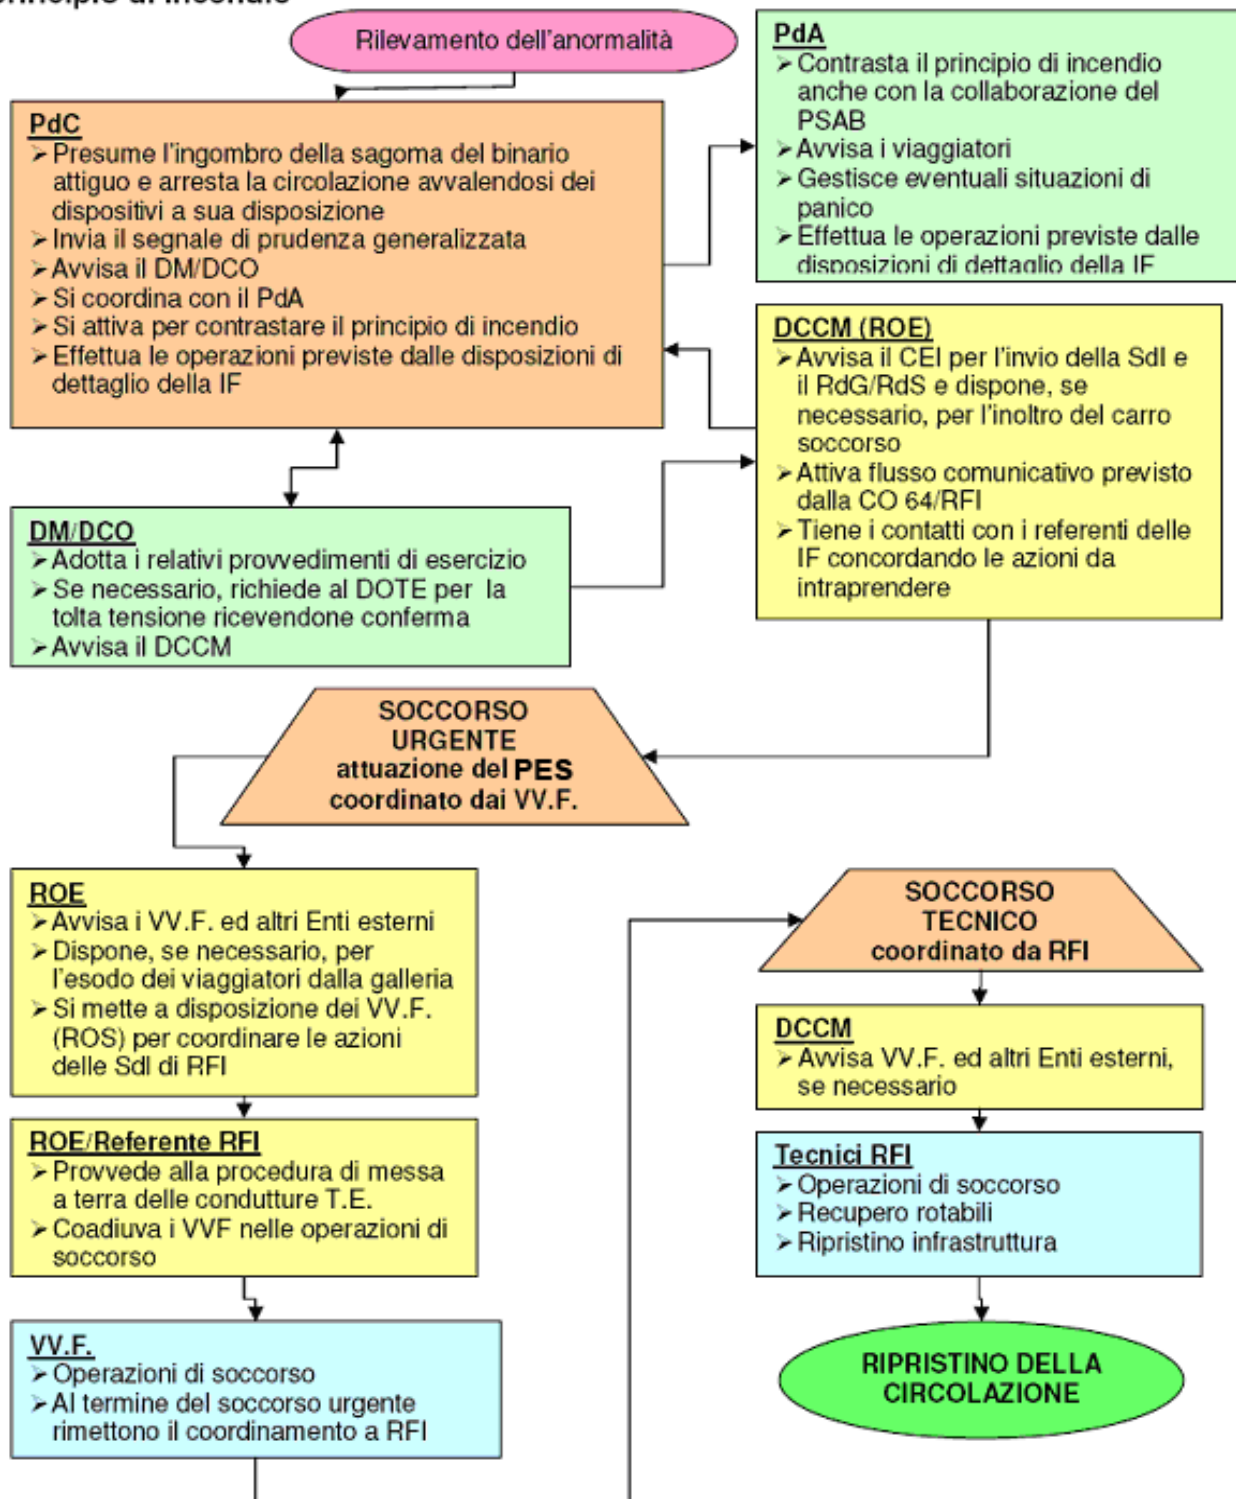 principio di incendio
Rilevamento dell'anormalità
PdC
➢ Presume l'ingombro della sagoma del binario
attiguo e arresta la circolazione avvalendosi dei
dispositivi a sua disposizione
➢ Invia il segnale di prudenza generalizzata
➢ Avvisa il DM/DCO
➢ Si coordina con il PdA
➢ Si attiva per contrastare il principio di incendio
➢ Effettua le operazioni previste dalle disposizioni di
dettaglio della IF
PdA
➢ Contrasta il principio di incendio
anche con la collaborazione del
PSAB
➢ Avvisa i viaggiatori
➢ Gestisce eventuali situazioni di
panico
➢ Effettua le operazioni previste dalle
disposizioni di dettaglio della IF
DCCM (ROE)
➢ Avvisa il CEI per l'invio della SdI e
il RdG/RdS e dispone, se
necessario, per l'inoltro del carro
soccorso
➢ Attiva flusso comunicativo previsto
dalla CO 64/RFI
➢ Tiene i contatti con i referenti delle
IF concordando le azioni da
intraprendere
DM/DCO
➢ Adotta i relativi provvedimenti di esercizio
➢ Se necessario, richiede al DOTE per la
tolta tensione ricevendone conferma
➢ Avvisa il DCCM
SOCCORSO
URGENTE
attuazione del PES
coordinato dai VV.F.
ROE
➢ Avvisa i VV.F. ed altri Enti esterni
➢ Dispone, se necessario, per
l'esodo dei viaggiatori dalla galleria
➢ Si mette a disposizione dei VV.F.
(ROS) per coordinare le azioni
delle SdI di RFI
ROE/Referente RFI
➢ Provvede alla procedura di messa
a terra delle condutture T.E.
➢ Coadiuva i VVF nelle operazioni di
soccorso
VV.F.
➢ Operazioni di soccorso
➢ Al termine del soccorso urgente
rimettono il coordinamento a RFI
SOCCORSO
TECNICO
coordinato da RFI
DCCM
➢ Avvisa VV.F. ed altri Enti esterni,
se necessario
Tecnici RFI
➢ Operazioni di soccorso
➢ Recupero rotabili
➢ Ripristino infrastruttura
RIPRISTINO DELLA
CIRCOLAZIONE